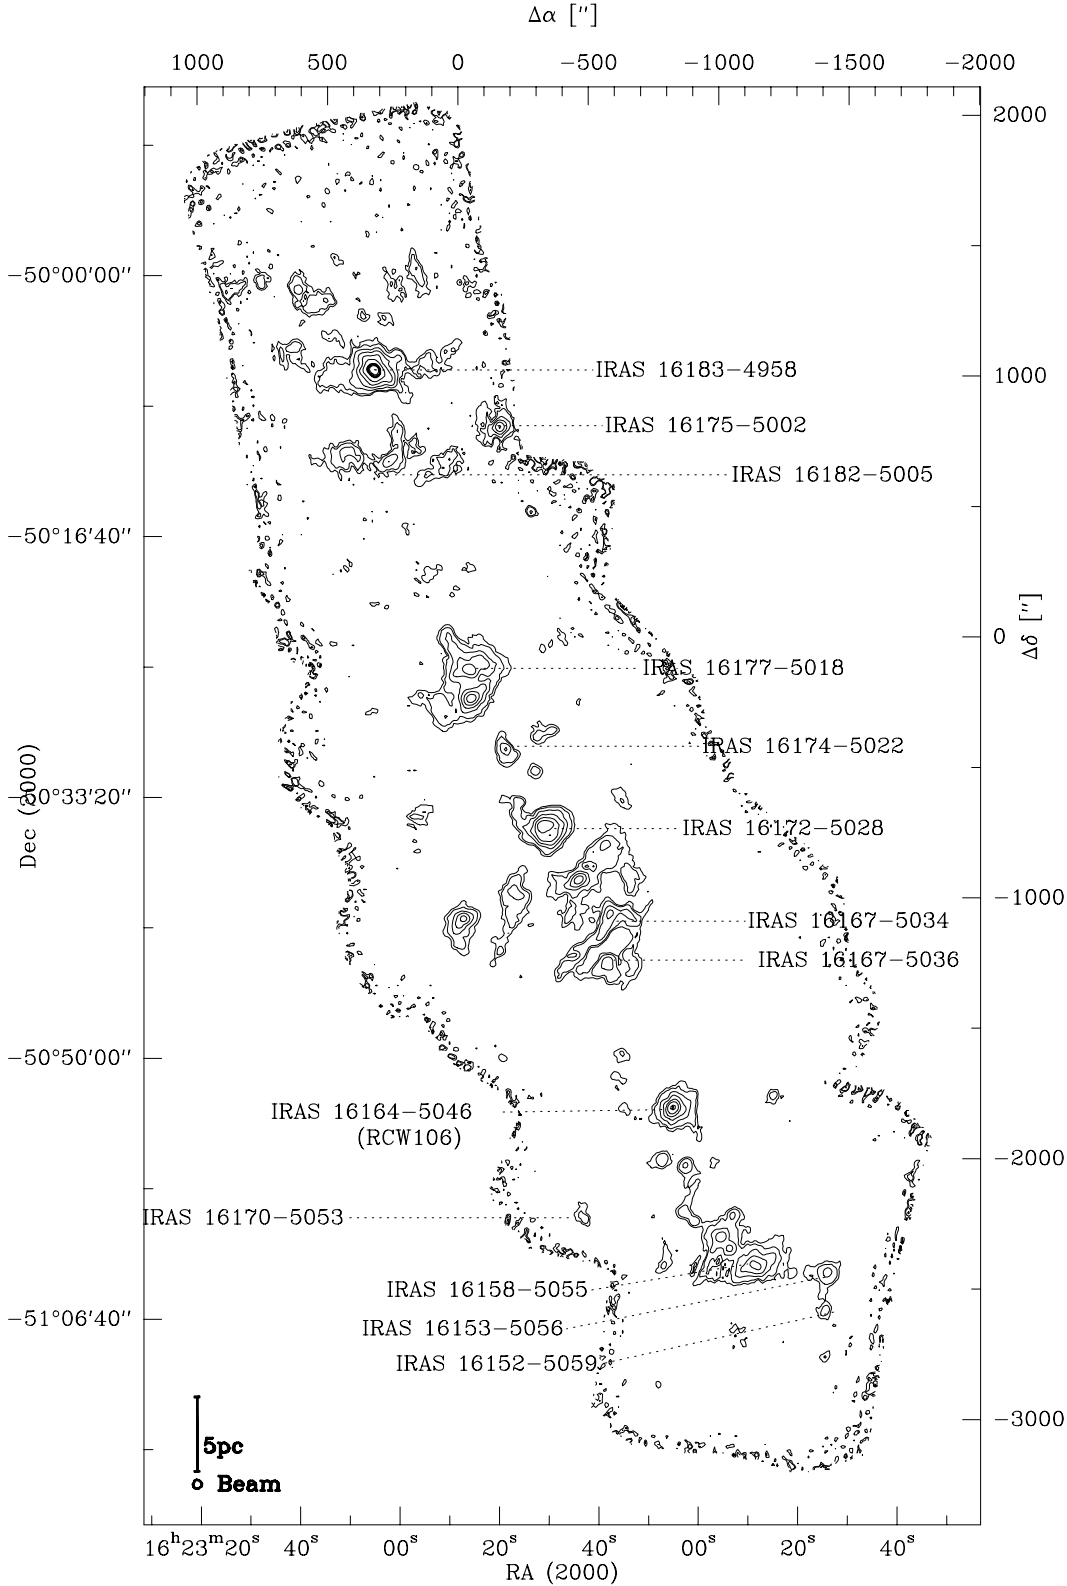 Δα [″]
1000 500 0 −500 −1000 −1500 −2000
2000
−50°00′00″
IRAS 16183−4958
1000
IRAS 16175−5002
IRAS 16182−5005
−50°16′40″
0
Δδ [″]
IRAS 16177−5018
IRAS 16174−5022
Dec (2000)
−50°33′20″
IRAS 16172−5028
−1000
IRAS 16167−5034
IRAS 16167−5036
−50°50′00″
IRAS 16164−5046
(RCW106)
−2000
IRAS 16170−5053
IRAS 16158−5055
−51°06′40″
IRAS 16153−5056
IRAS 16152−5059
−3000
5pc
Beam
16ʰ23ᵐ20ˢ 40ˢ 00ˢ 20ˢ 40ˢ 00ˢ 20ˢ 40ˢ
RA (2000)